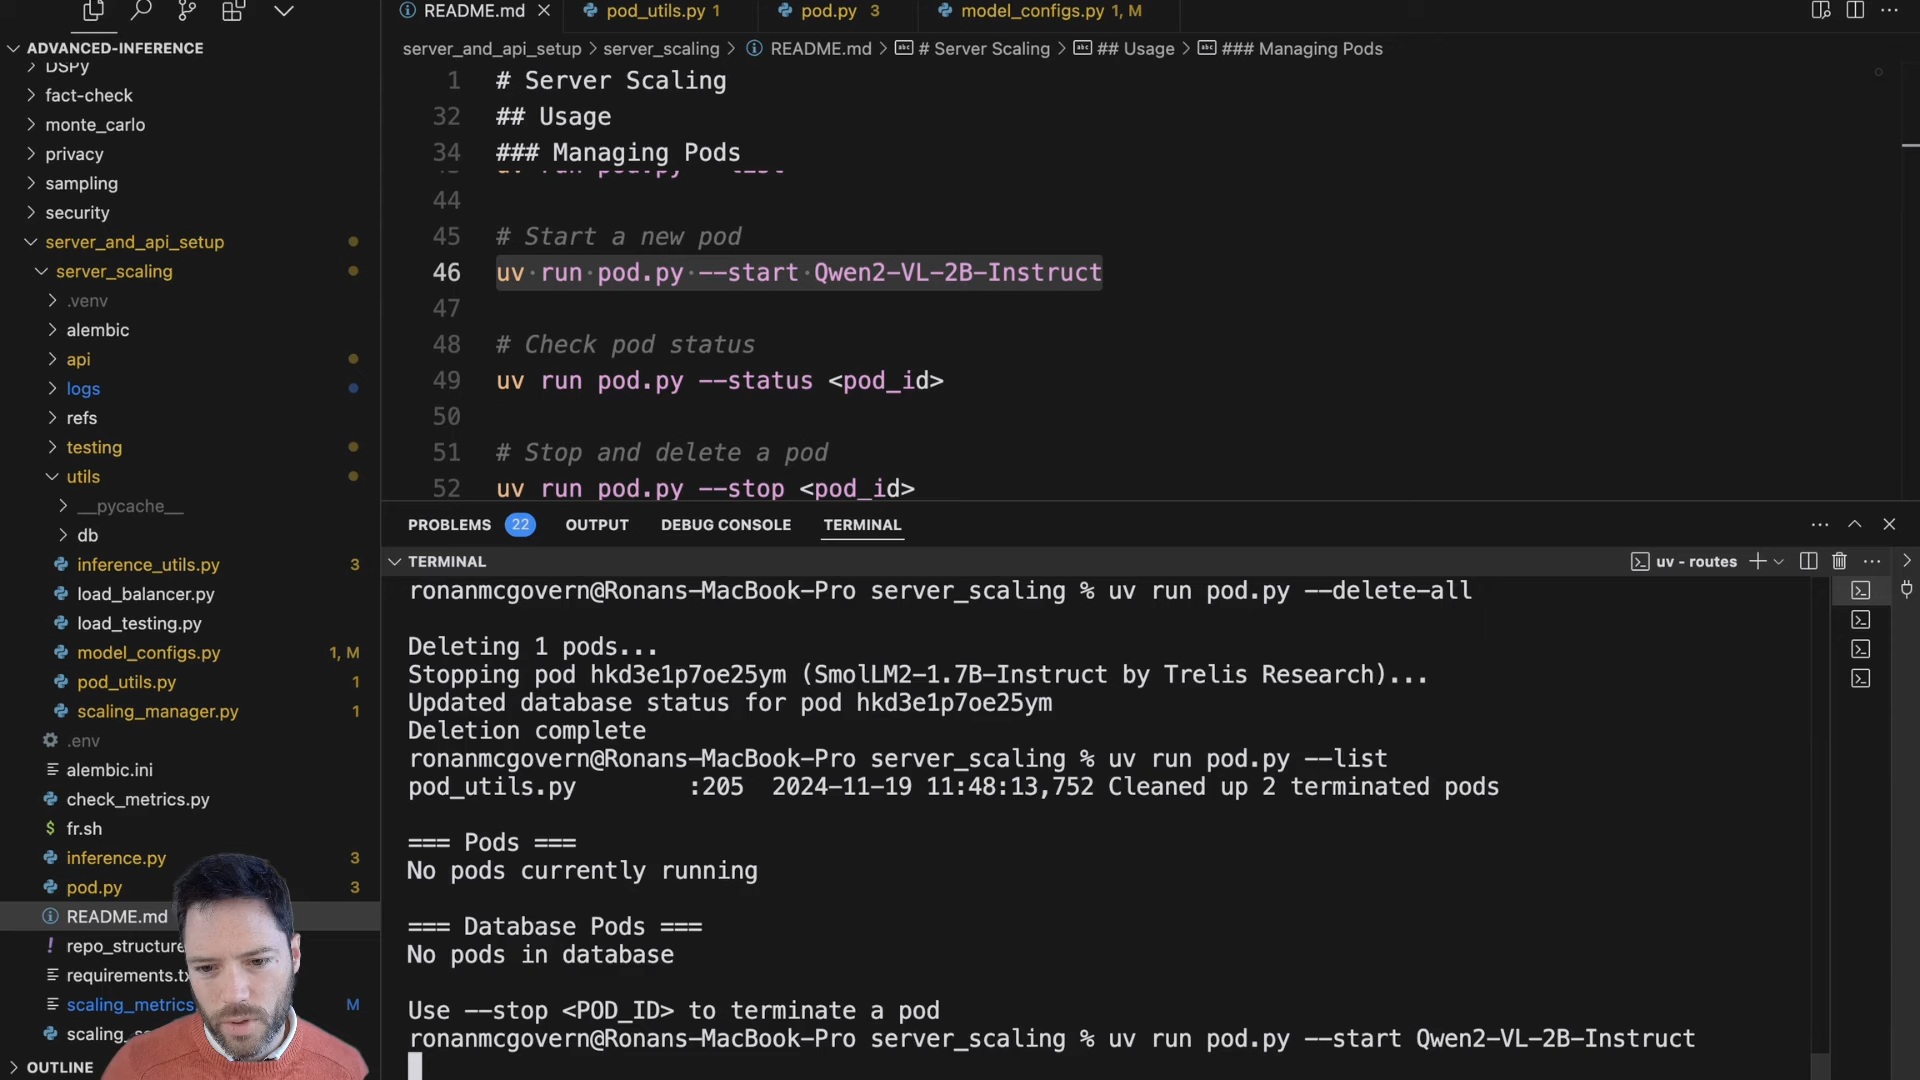 README.md
pod_utils.py 1
pod.py 3
model_configs.py 1, M
ADVANCED-INFERENCE
server_and_api_setup > server_scaling > README.md > # Server Scaling > ## Usage > ### Managing Pods
DSPy
fact-check
monte_carlo
privacy
sampling
security
server_and_api_setup
server_scaling
.venv
alembic
api
logs
refs
testing
utils
__pycache__
db
inference_utils.py 3
load_balancer.py
load_testing.py
model_configs.py 1, M
pod_utils.py 1
scaling_manager.py 1
.env
alembic.ini
check_metrics.py
$ fr.sh
inference.py 3
pod.py 3
README.md
! repo_structure
requirements.tx
scaling_metrics M
scaling_s
OUTLINE
1 # Server Scaling
32 ## Usage
34 ### Managing Pods
43 uv run pod.py --list
44
45 # Start a new pod
46 uv run pod.py --start Qwen2-VL-2B-Instruct
47
48 # Check pod status
49 uv run pod.py --status <pod_id>
50
51 # Stop and delete a pod
52 uv run pod.py --stop <pod_id>
PROBLEMS 22 OUTPUT DEBUG CONSOLE TERMINAL
TERMINAL
uv - routes
ronanmcgovern@Ronans-MacBook-Pro server_scaling % uv run pod.py --delete-all
Deleting 1 pods...
Stopping pod hkd3e1p7oe25ym (SmolLM2-1.7B-Instruct by Trelis Research)...
Updated database status for pod hkd3e1p7oe25ym
Deletion complete
ronanmcgovern@Ronans-MacBook-Pro server_scaling % uv run pod.py --list
pod_utils.py :205 2024-11-19 11:48:13,752 Cleaned up 2 terminated pods
=== Pods ===
No pods currently running
=== Database Pods ===
No pods in database
Use --stop <POD_ID> to terminate a pod
ronanmcgovern@Ronans-MacBook-Pro server_scaling % uv run pod.py --start Qwen2-VL-2B-Instruct